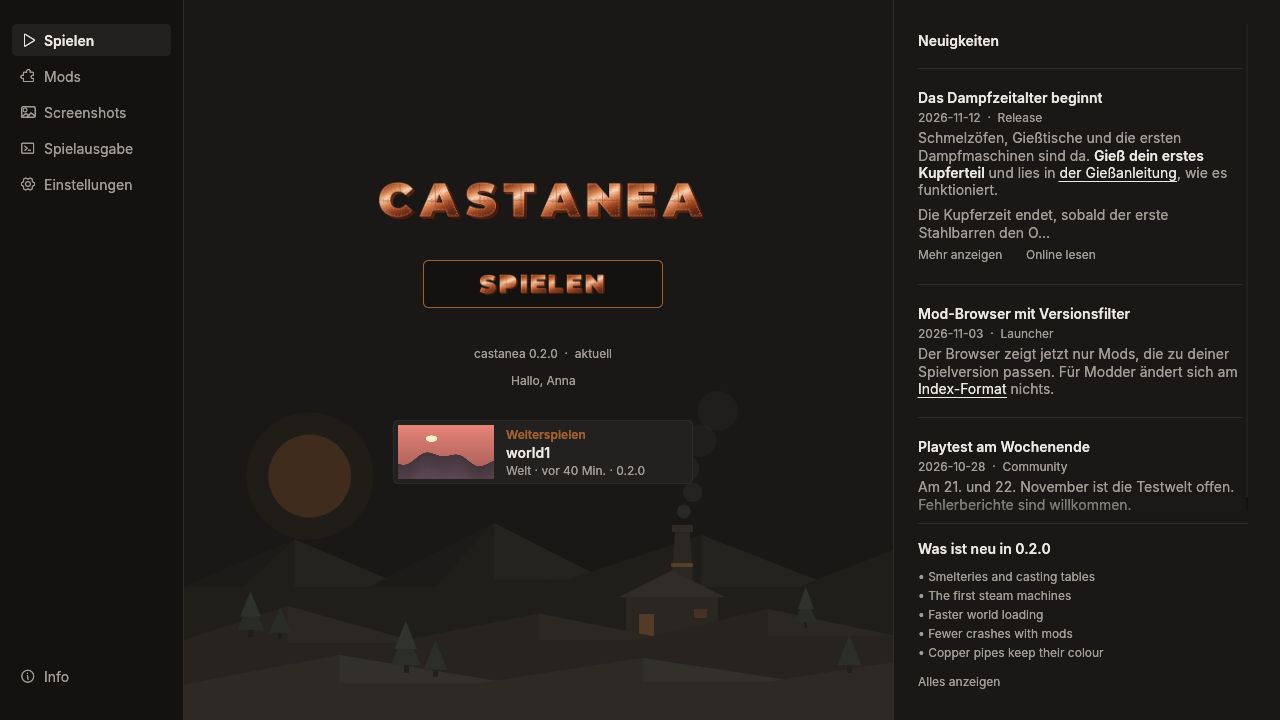 Spielen
Mods
Screenshots
Spielausgabe
Einstellungen
Info
CASTANEA
SPIELEN
castanea 0.2.0 · aktuell
Hallo, Anna
Weiterspielen
world1
Welt · vor 40 Min. · 0.2.0
Neuigkeiten
Das Dampfzeitalter beginnt
2026-11-12 · Release
Schmelzöfen, Gießtische und die ersten
Dampfmaschinen sind da. Gieß dein erstes
Kupferteil und lies in der Gießanleitung, wie es
funktioniert.
Die Kupferzeit endet, sobald der erste
Stahlbarren den O...
Mehr anzeigen Online lesen
Mod-Browser mit Versionsfilter
2026-11-03 · Launcher
Der Browser zeigt jetzt nur Mods, die zu deiner
Spielversion passen. Für Modder ändert sich am
Index-Format nichts.
Playtest am Wochenende
2026-10-28 · Community
Am 21. und 22. November ist die Testwelt offen.
Fehlerberichte sind willkommen.
Was ist neu in 0.2.0
• Smelteries and casting tables
• The first steam machines
• Faster world loading
• Fewer crashes with mods
• Copper pipes keep their colour
Alles anzeigen